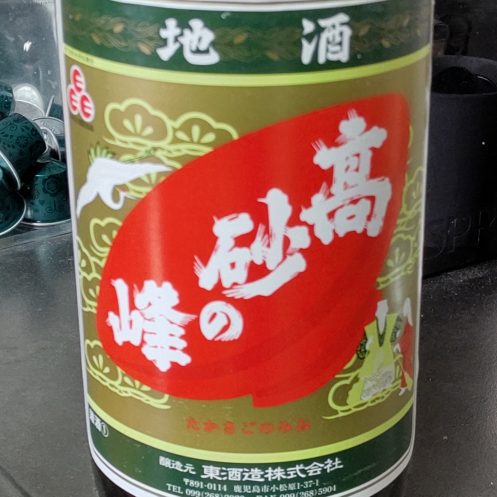 地酒
高砂の峰
たかさごのみね
醸造元 東酒造株式会社
〒891-0114 鹿児島市小松原1-37-1